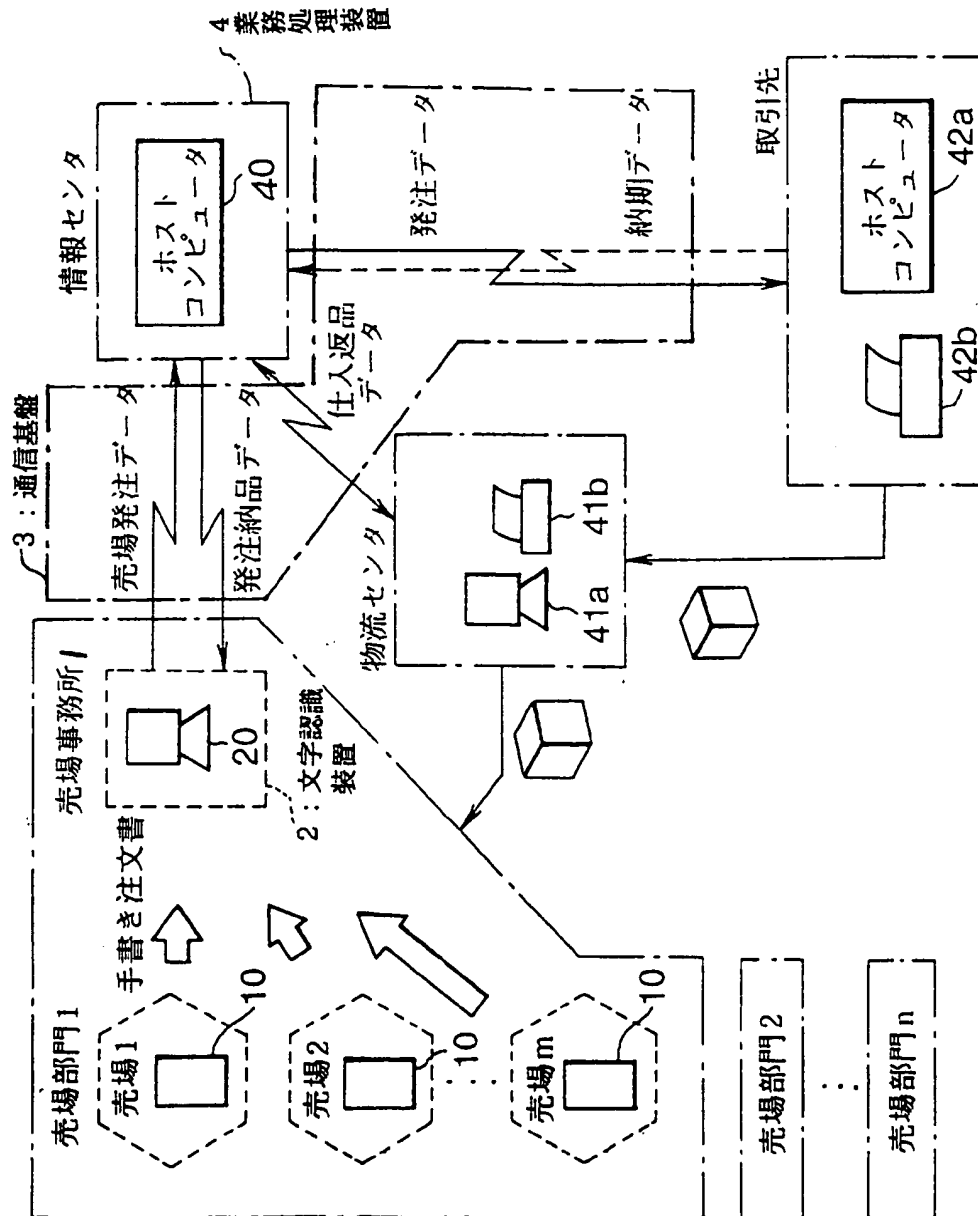 売場部門1
売場1
10
売場2
10
売場m
10
手書き注文書
売場事務所1
20
2：文字認識
装置
3：通信基盤
売場発注データ
発注納品データ
仕入返品
データ
情報センタ
ホスト
コンピュータ
40
4
業務処理装置
発注データ
納期データ
物流センタ
41a
41b
取引先
ホスト
コンピュータ
42a
42b
売場部門2
売場部門n